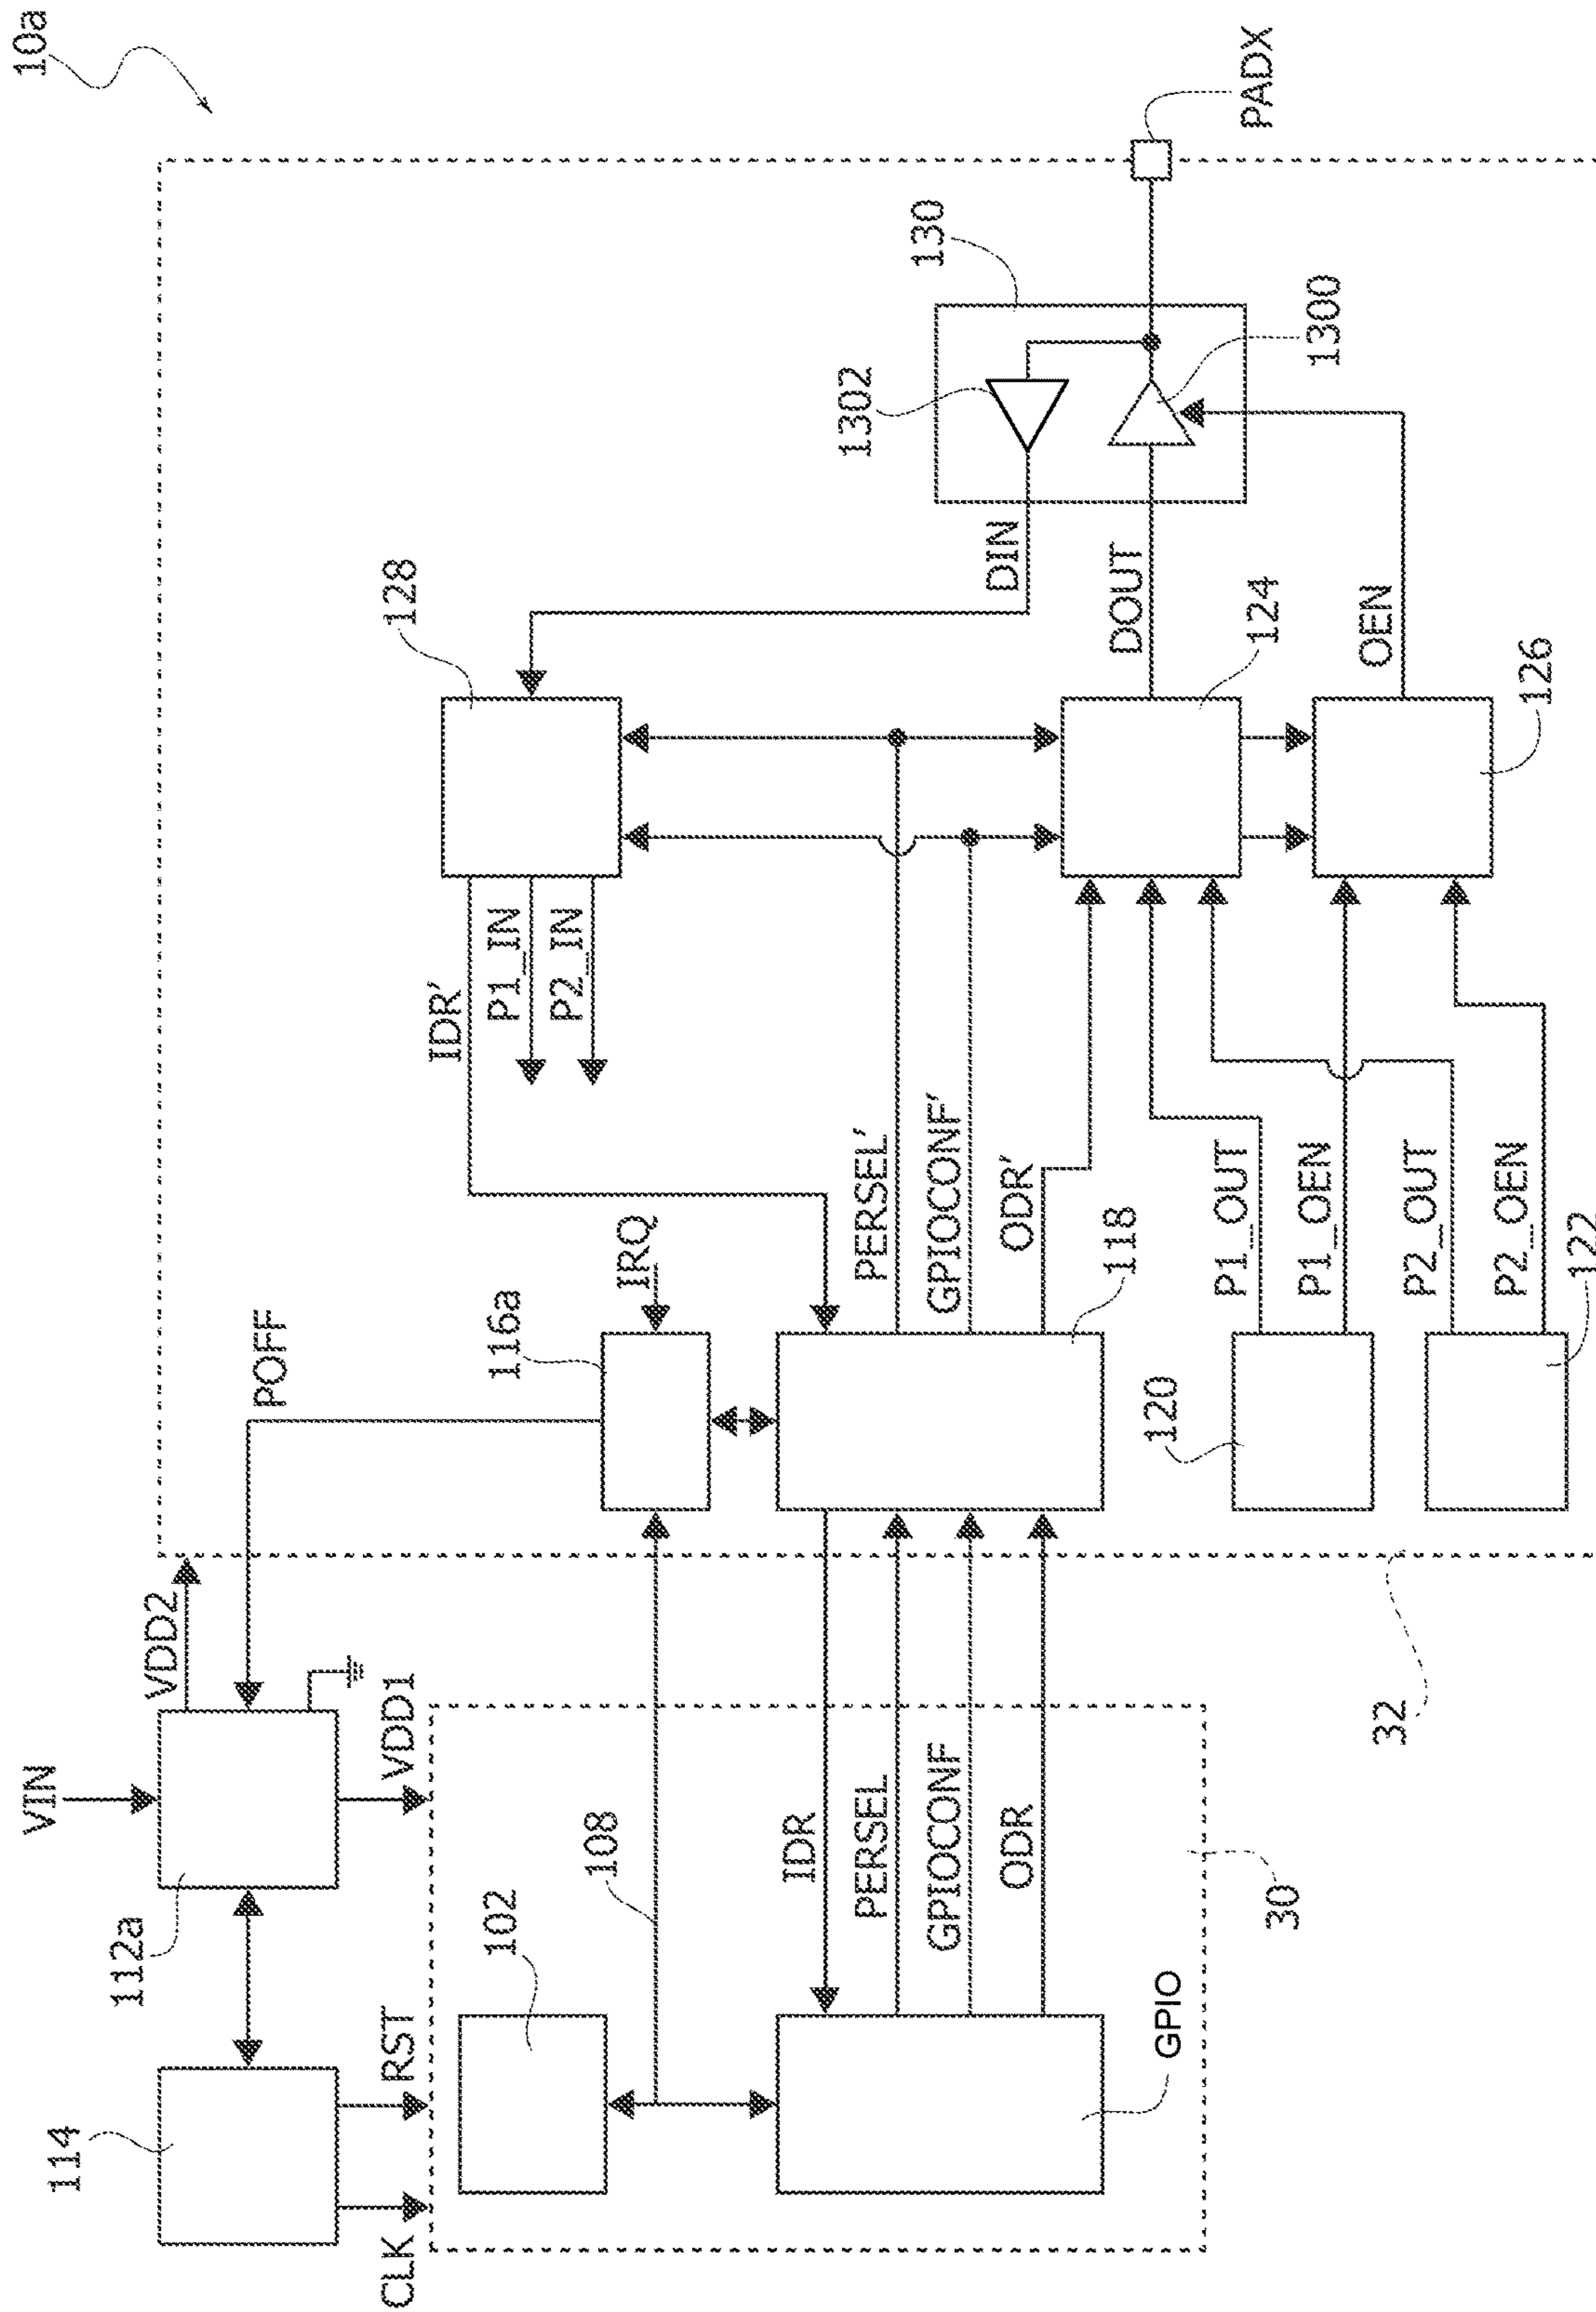 10a
VIN
VDD2
POFF
114
112a
CLK
RST
VDD1
102
108
116a
IRQ
IDR'
P1_IN
P2_IN
128
IDR
PERSEL
GPIOCONF
ODR
PERSEL'
GPIOCONF'
ODR'
118
DIN
1302
130
DOUT
124
1300
PADX
GPIO
30
32
120
P1_OUT
P1_OEN
P2_OUT
P2_OEN
122
OEN
126